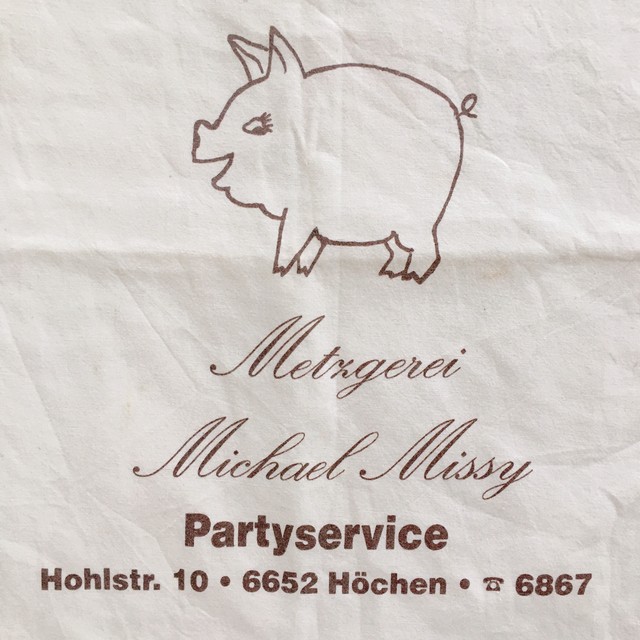 Metzgerei
Michael Missy
Partyservice
Hohlstr. 10 • 6652 Höchen • ☎ 6867